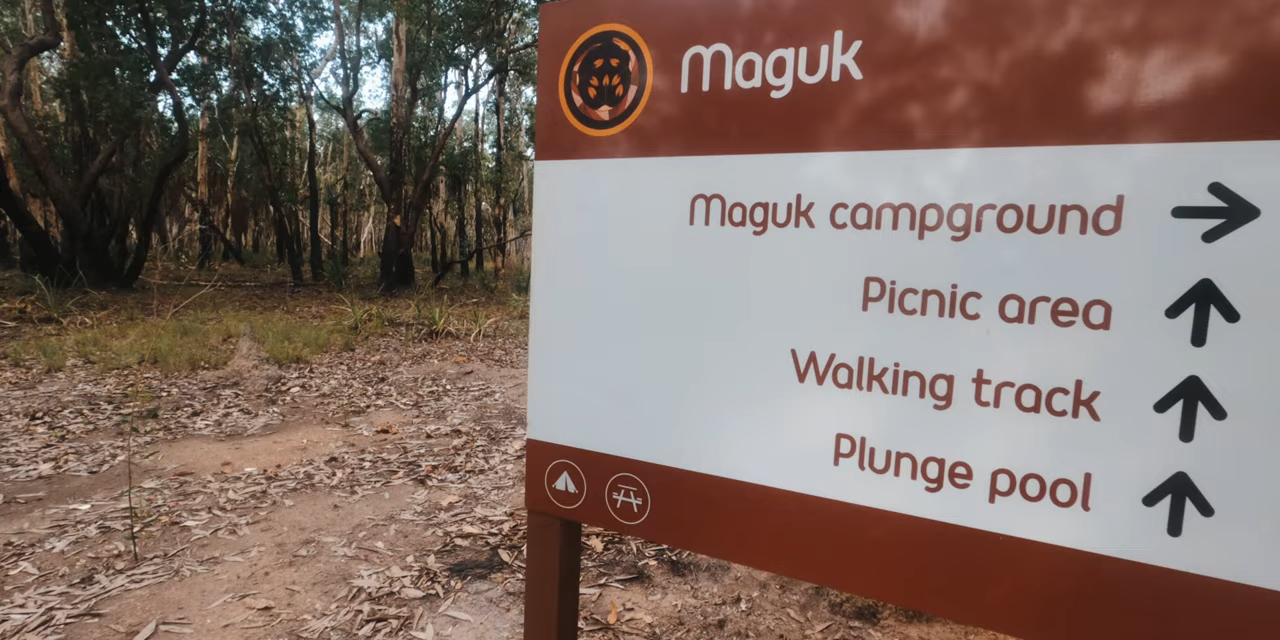 Maguk
Maguk campground
Picnic area
Walking track
Plunge pool